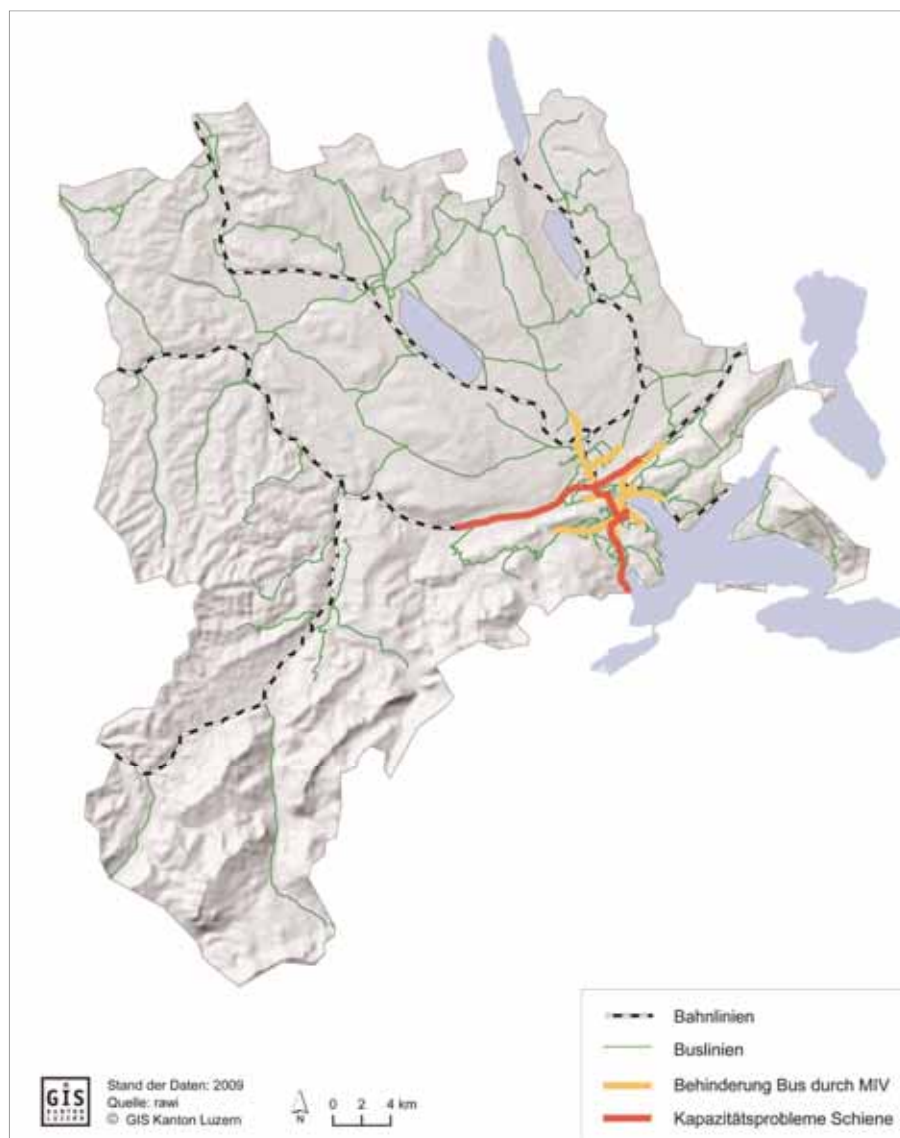 Bahnlinien
Buslinien
Behinderung Bus durch MIV
Kapazitätsprobleme Schiene
GIS
KANTON
LUZERN
Stand der Daten: 2009
Quelle: rawi
© GIS Kanton Luzern
N
0 2 4 km